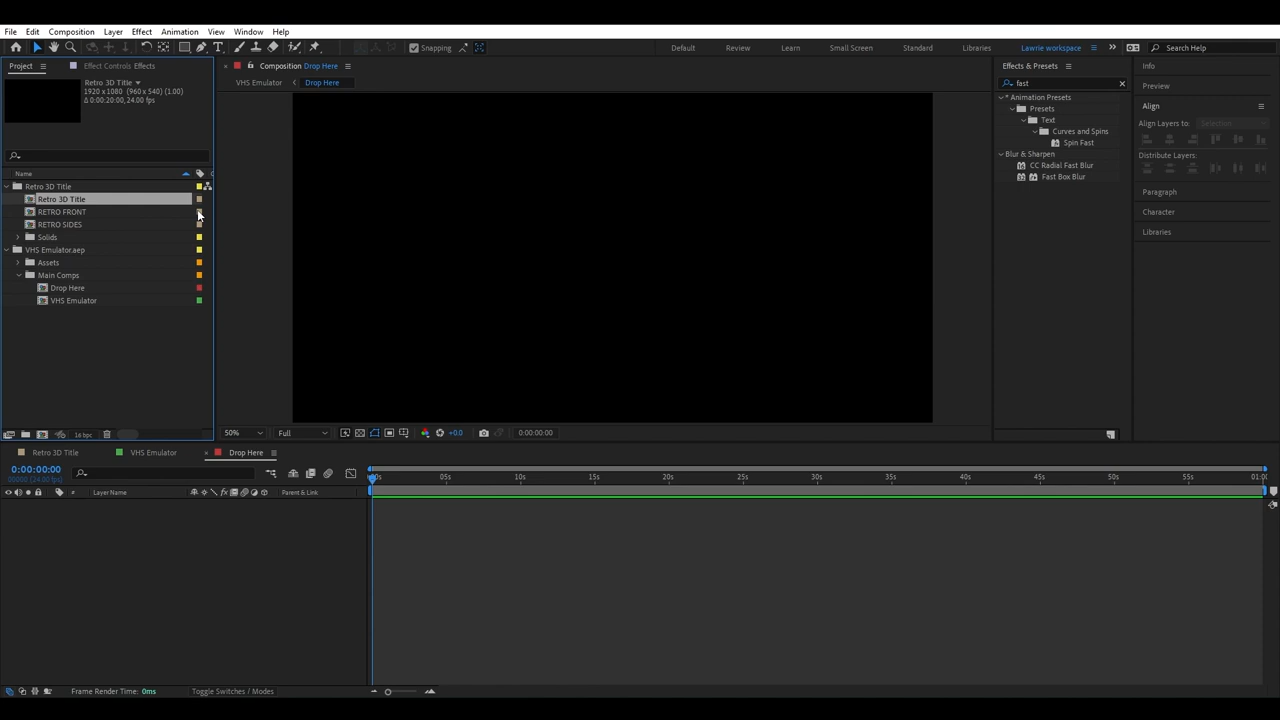 File Edit Composition Layer Effect Animation View Window Help
Snapping
Default Review Learn Small Screen Standard Libraries Lawrie workspace Search Help
Project Effect Controls Effects
Retro 3D Title
1920 x 1080 (960 x 540) (1.00)
Δ 0:00:20:00, 24.00 fps
Name
Retro 3D Title
Retro 3D Title
RETRO FRONT
RETRO SIDES
Solids
VHS Emulator.aep
Assets
Main Comps
Drop Here
VHS Emulator
16 bpc
Composition Drop Here
VHS Emulator Drop Here
50% Full +0.0 0:00:00:00
Effects & Presets
fast
* Animation Presets
Presets
Text
Curves and Spins
Spin Fast
Blur & Sharpen
CC Radial Fast Blur
Fast Box Blur
Info
Preview
Align
Align Layers to: Selection
Distribute Layers:
Paragraph
Character
Libraries
Retro 3D Title VHS Emulator Drop Here
0:00:00:00
00000 (24.00 fps)
# Layer Name Parent & Link
05s 10s 15s 20s 25s 30s 35s 40s 45s 50s 55s
Frame Render Time: 0ms Toggle Switches / Modes